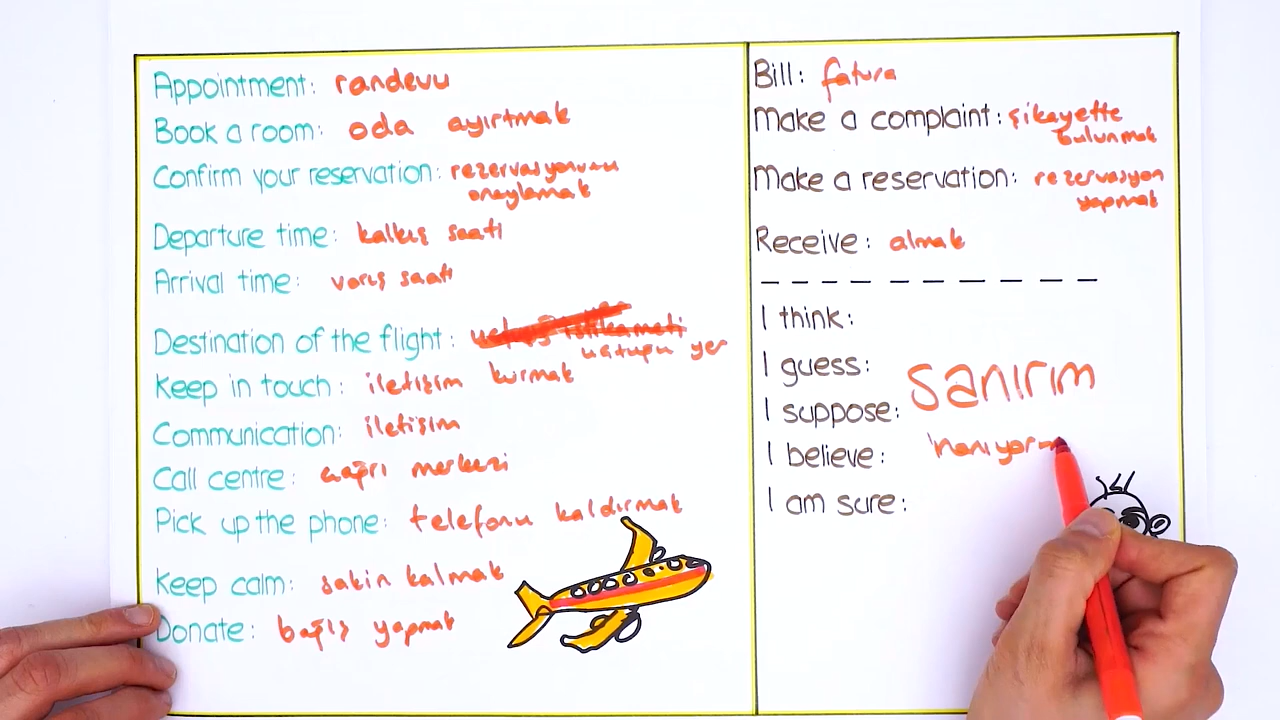 Appointment: randevu
Book a room: oda ayırtmak
Confirm your reservation: rezervasyonunu
onaylamak
Departure time: kalkış saati
Arrival time: varış saati
Destination of the flight:
yer
Keep in touch: iletişim kurmak
Communication: iletişim
Call centre: çağrı merkezi
Pick up the phone: telefonu kaldırmak
Keep calm: sakin kalmak
Donate: bağış yapmak
Bill: fatura
Make a complaint: şikayette
bulunmak
Make a reservation: rezervasyon
yapmak
Receive: almak
I think:
I guess:
sanırım
I suppose:
I believe: inanıyorum
I am sure: